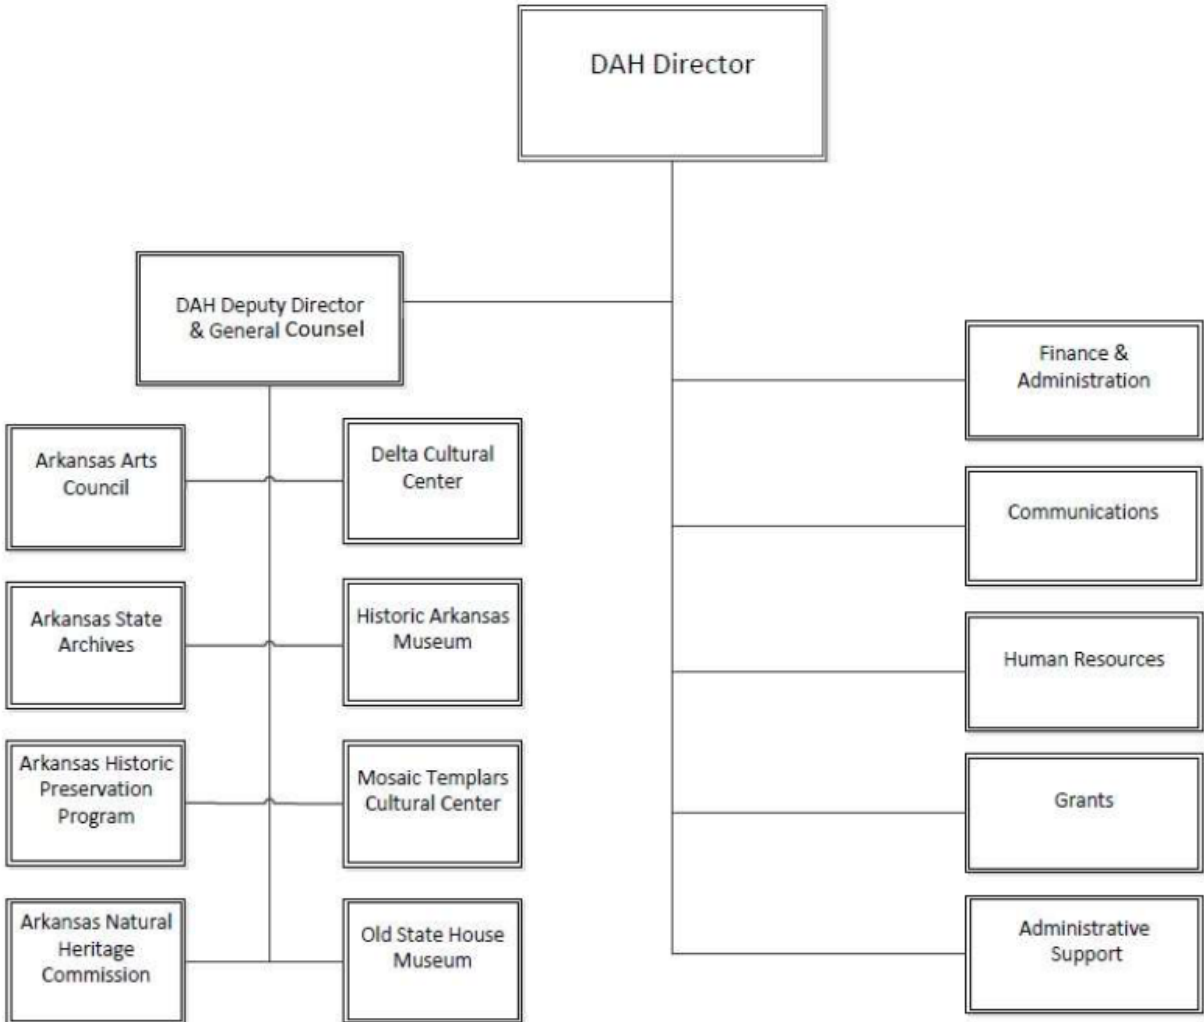 DAH Director
DAH Deputy Director
& General Counsel
Finance &
Administration
Communications
Human Resources
Grants
Administrative
Support
Arkansas Arts
Council
Delta Cultural
Center
Arkansas State
Archives
Historic Arkansas
Museum
Arkansas Historic
Preservation
Program
Mosaic Templars
Cultural Center
Arkansas Natural
Heritage
Commission
Old State House
Museum